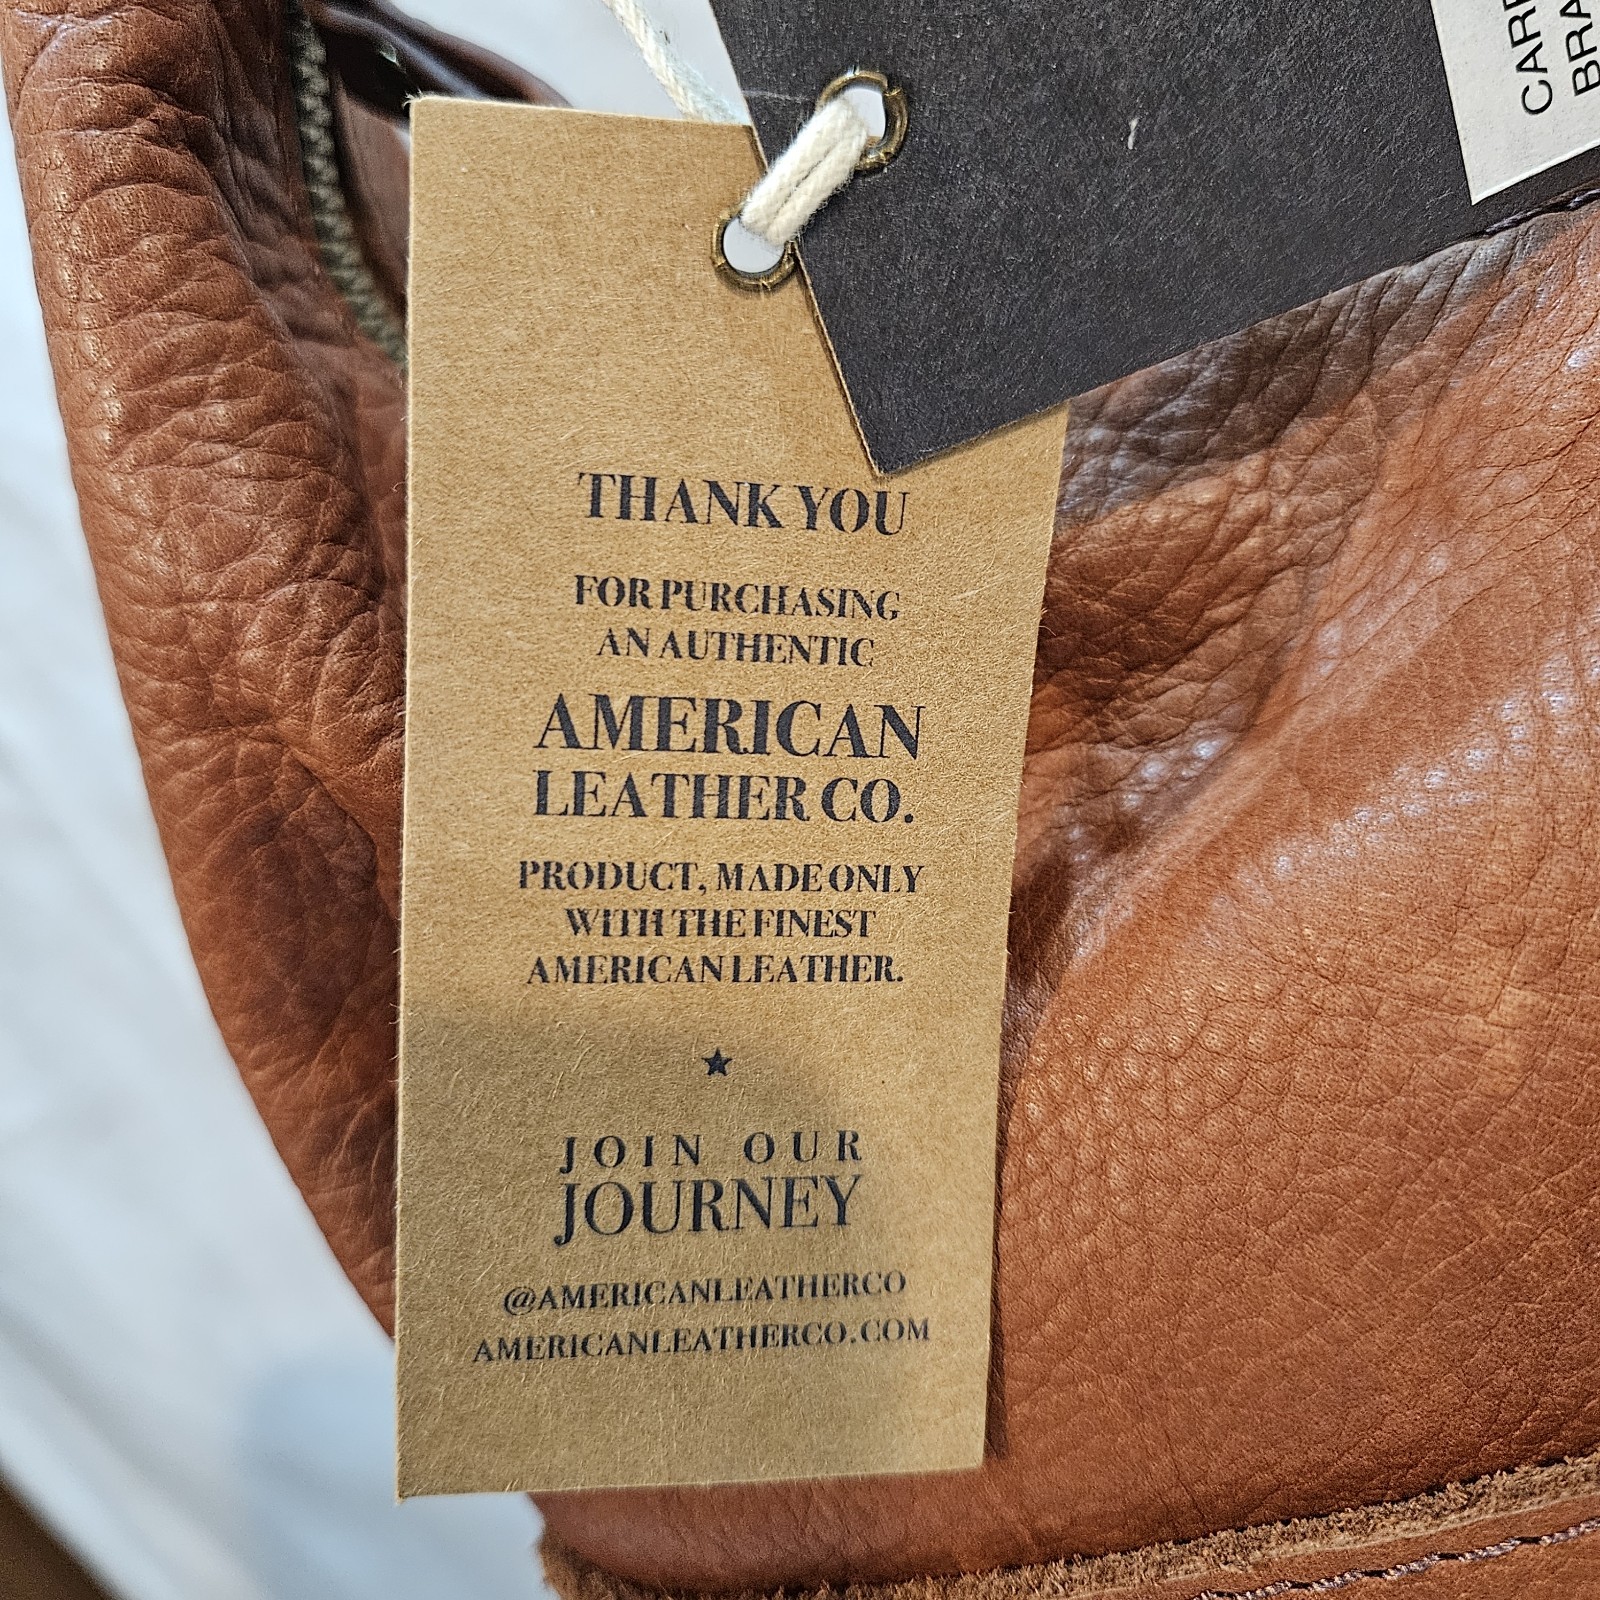 THANK YOU
FOR PURCHASING
AN AUTHENTIC
AMERICAN
LEATHER CO.
PRODUCT, MADE ONLY
WITH THE FINEST
AMERICAN LEATHER.
JOIN OUR
JOURNEY
@AMERICANLEATHERCO
AMERICANLEATHERCO.COM